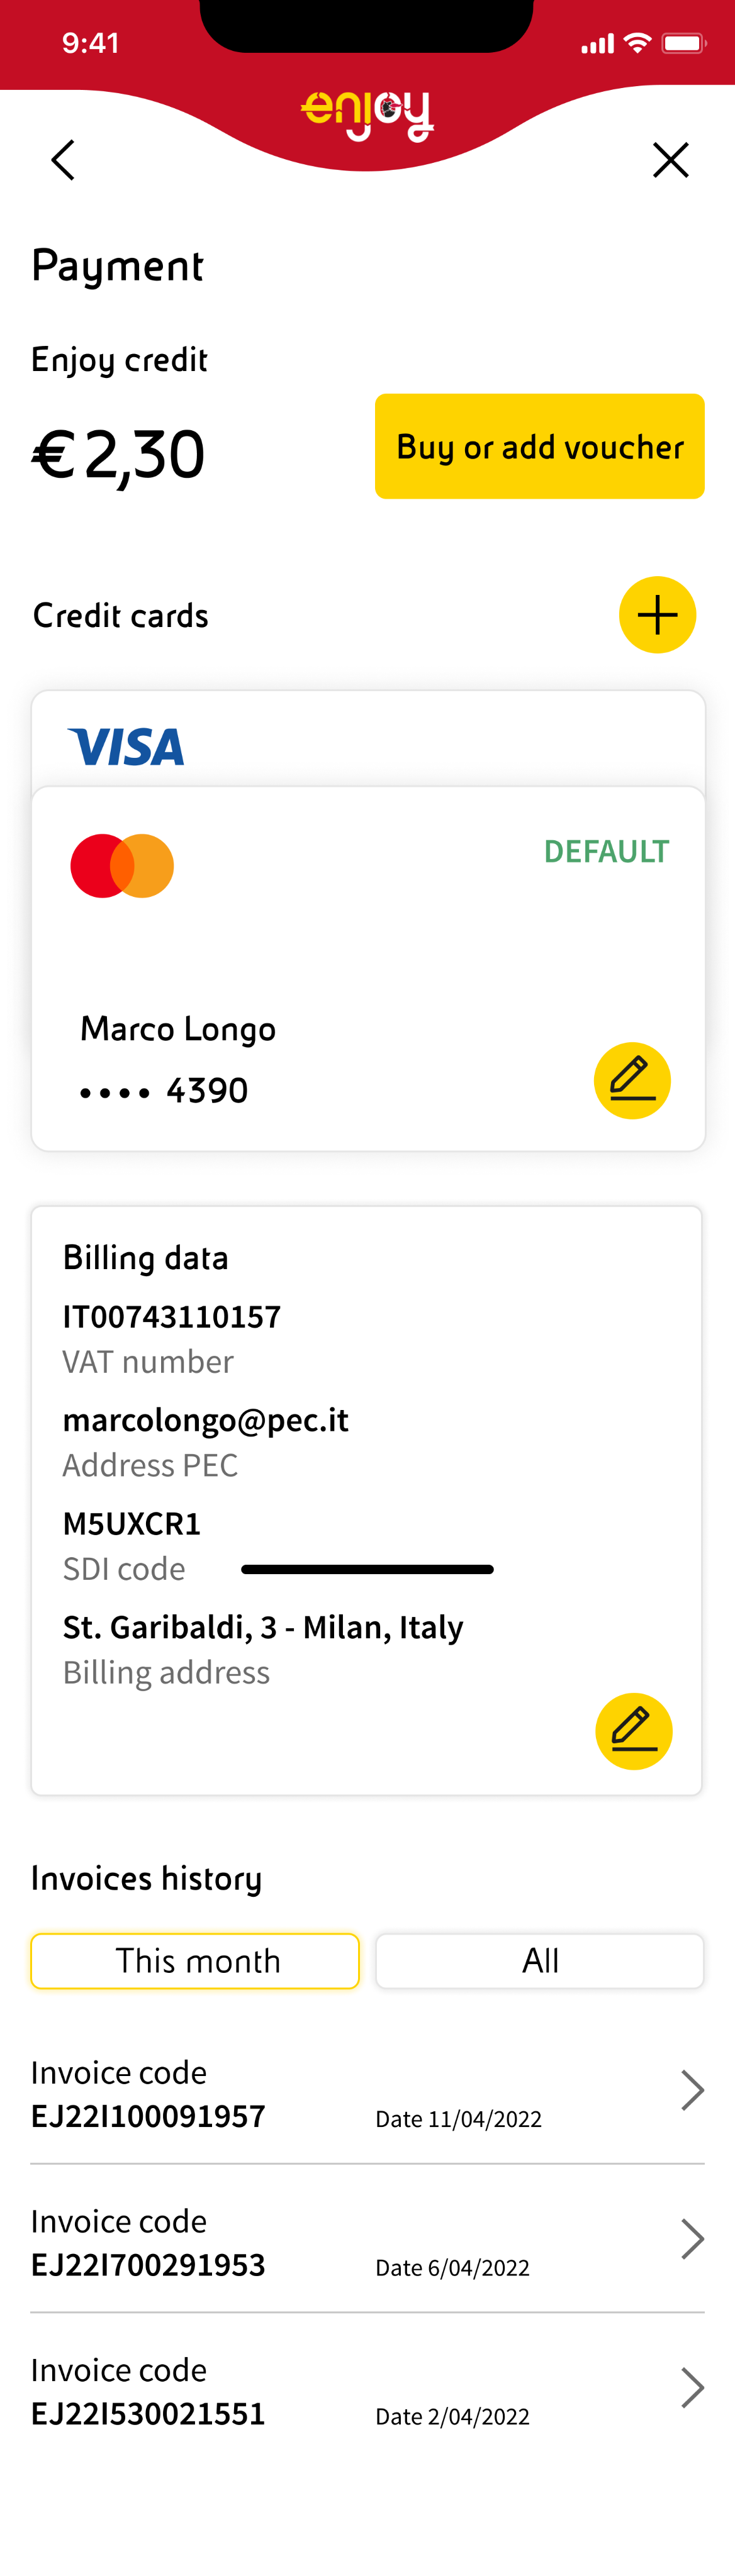 9:41
enjoy
Payment
Enjoy credit
€2,30
Buy or add voucher
Credit cards
VISA
DEFAULT
Marco Longo
•••• 4390
Billing data
IT00743110157
VAT number
marcolongo@pec.it
Address PEC
M5UXCR1
SDI code
St. Garibaldi, 3 - Milan, Italy
Billing address
Invoices history
This month
All
Invoice code
EJ22I100091957
Date 11/04/2022
Invoice code
EJ22I700291953
Date 6/04/2022
Invoice code
EJ22I530021551
Date 2/04/2022